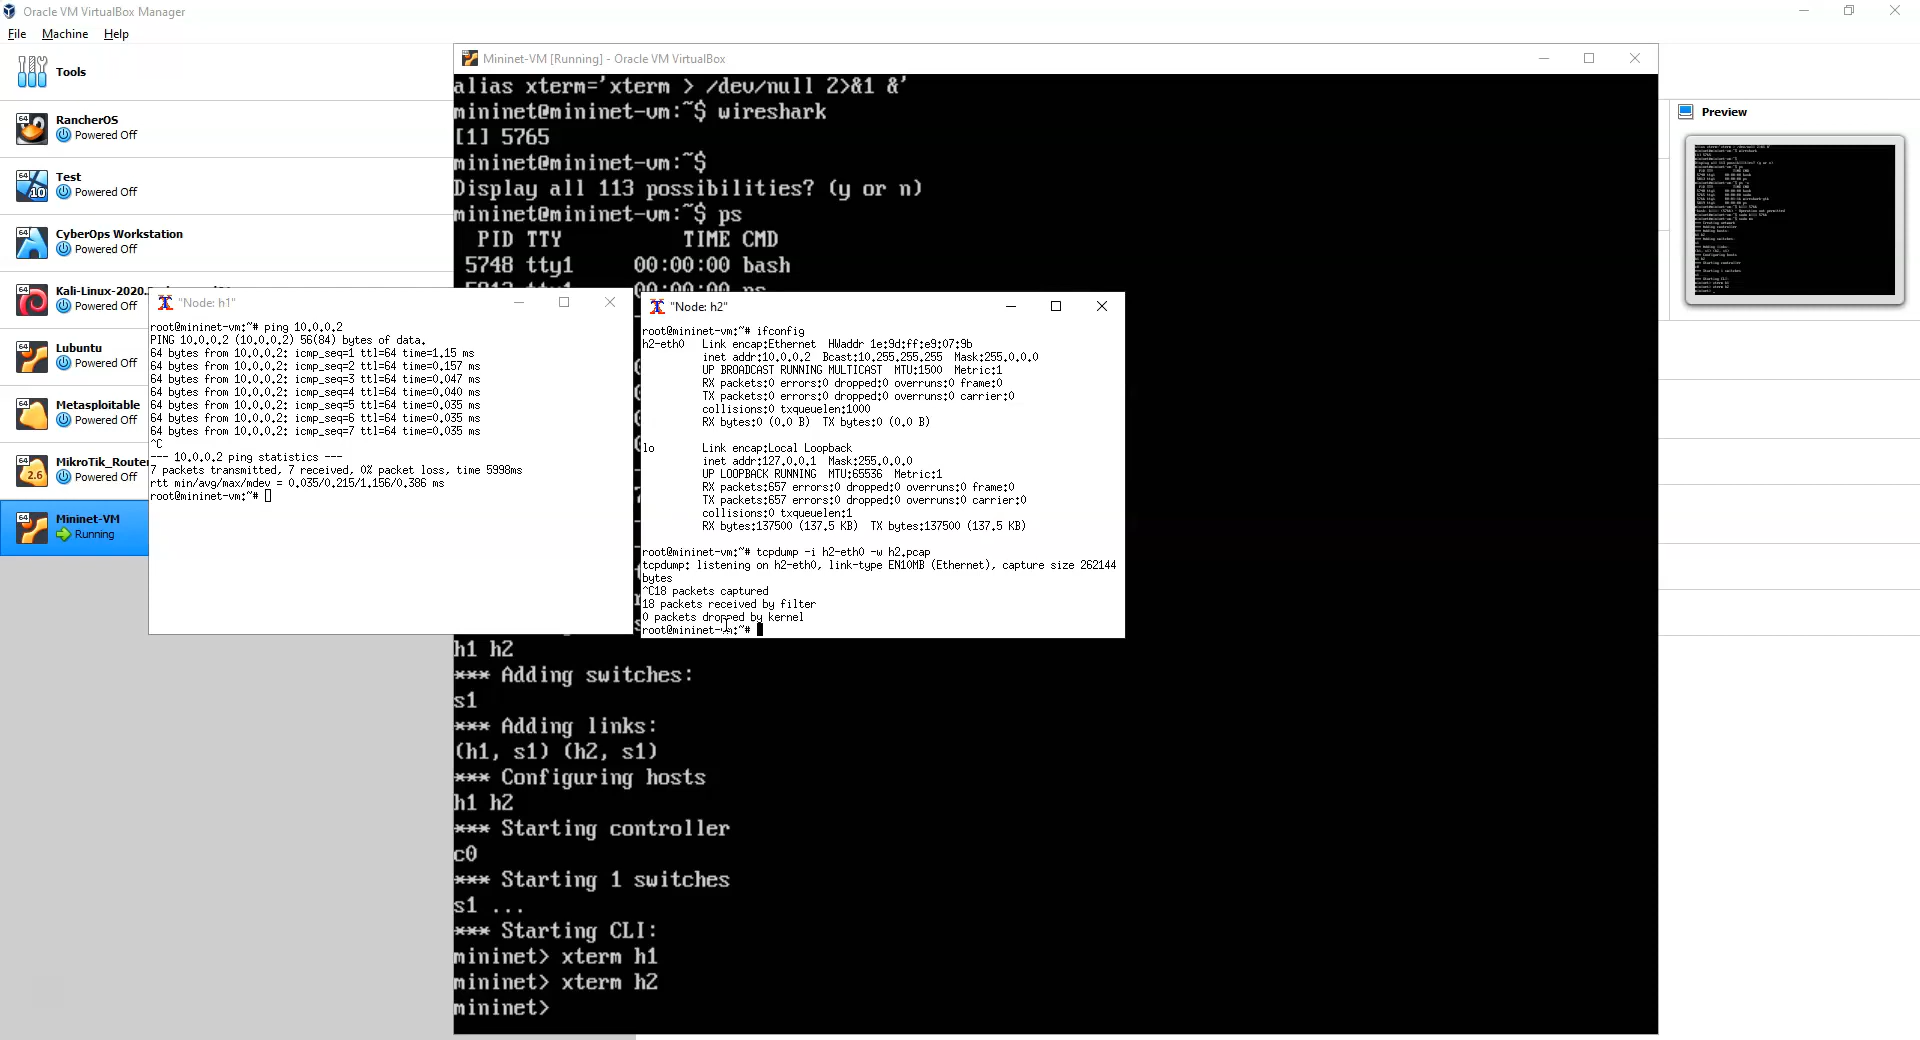 Oracle VM VirtualBox Manager
File Machine Help
Tools
RancherOS
Powered Off
Test
Powered Off
CyberOps Workstation
Powered Off
Kali-Linux-2020.
Powered Off
Lubuntu
Powered Off
Metasploitable
Powered Off
MikroTik_Router
Powered Off
Mininet-VM
Running
Mininet-VM [Running] - Oracle VM VirtualBox
alias xterm='xterm > /dev/null 2>&1 &'
mininet@mininet-vm:~$ wireshark
[1] 5765
mininet@mininet-vm:~$
Display all 113 possibilities? (y or n)
mininet@mininet-vm:~$ ps
PID TTY TIME CMD
5748 tty1 00:00:00 bash
"Node: h1"
root@mininet-vm:~# ping 10.0.0.2
PING 10.0.0.2 (10.0.0.2) 56(84) bytes of data.
64 bytes from 10.0.0.2: icmp_seq=1 ttl=64 time=1.15 ms
64 bytes from 10.0.0.2: icmp_seq=2 ttl=64 time=0.157 ms
64 bytes from 10.0.0.2: icmp_seq=3 ttl=64 time=0.047 ms
64 bytes from 10.0.0.2: icmp_seq=4 ttl=64 time=0.040 ms
64 bytes from 10.0.0.2: icmp_seq=5 ttl=64 time=0.035 ms
64 bytes from 10.0.0.2: icmp_seq=6 ttl=64 time=0.035 ms
64 bytes from 10.0.0.2: icmp_seq=7 ttl=64 time=0.035 ms
^C
--- 10.0.0.2 ping statistics ---
7 packets transmitted, 7 received, 0% packet loss, time 5998ms
rtt min/avg/max/mdev = 0.035/0.215/1.156/0.386 ms
root@mininet-vm:~#
"Node: h2"
root@mininet-vm:~# ifconfig
h2-eth0 Link encap:Ethernet HWaddr 1e:9d:ff:e9:07:9b
inet addr:10.0.0.2 Bcast:10.255.255.255 Mask:255.0.0.0
UP BROADCAST RUNNING MULTICAST MTU:1500 Metric:1
RX packets:0 errors:0 dropped:0 overruns:0 frame:0
TX packets:0 errors:0 dropped:0 overruns:0 carrier:0
collisions:0 txqueuelen:1000
RX bytes:0 (0.0 B) TX bytes:0 (0.0 B)
lo Link encap:Local Loopback
inet addr:127.0.0.1 Mask:255.0.0.0
UP LOOPBACK RUNNING MTU:65536 Metric:1
RX packets:657 errors:0 dropped:0 overruns:0 frame:0
TX packets:657 errors:0 dropped:0 overruns:0 carrier:0
collisions:0 txqueuelen:1
RX bytes:137500 (137.5 KB) TX bytes:137500 (137.5 KB)
root@mininet-vm:~# tcpdump -i h2-eth0 -w h2.pcap
tcpdump: listening on h2-eth0, link-type EN10MB (Ethernet), capture size 262144
bytes
^C18 packets captured
18 packets received by filter
0 packets dropped by kernel
root@mininet-vm:~#
h1 h2
*** Adding switches:
s1
*** Adding links:
(h1, s1) (h2, s1)
*** Configuring hosts
h1 h2
*** Starting controller
c0
*** Starting 1 switches
s1 ...
*** Starting CLI:
mininet> xterm h1
mininet> xterm h2
mininet>
Preview